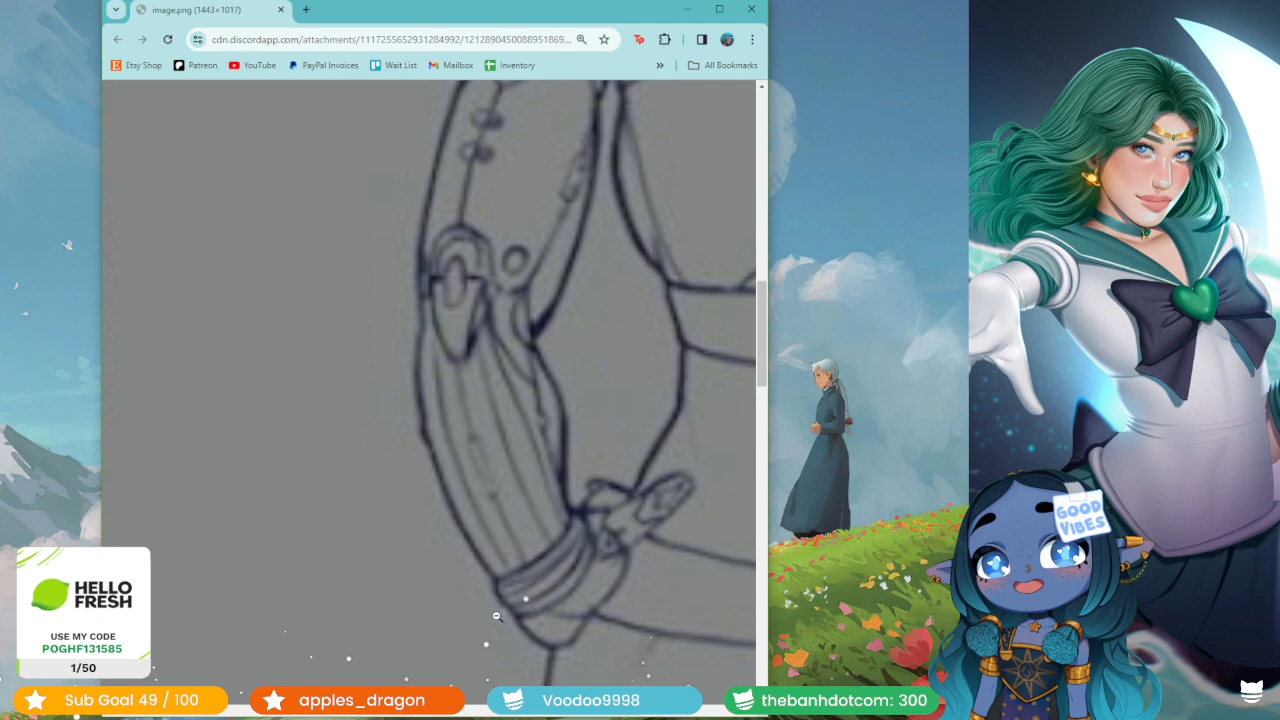 image.png (1443×1017)
cdn.discordapp.com/attachments/1117255652931284992/1212890450088951869...
Etsy Shop
Patreon
YouTube
PayPal Invoices
Wait List
Mailbox
Inventory
»
All Bookmarks
GOOD
VIBES
HELLO
FRESH
USE MY CODE
POGHF131585
1/50
Sub Goal 49 / 100
apples_dragon
Voodoo9998
thebanhdotcom: 300